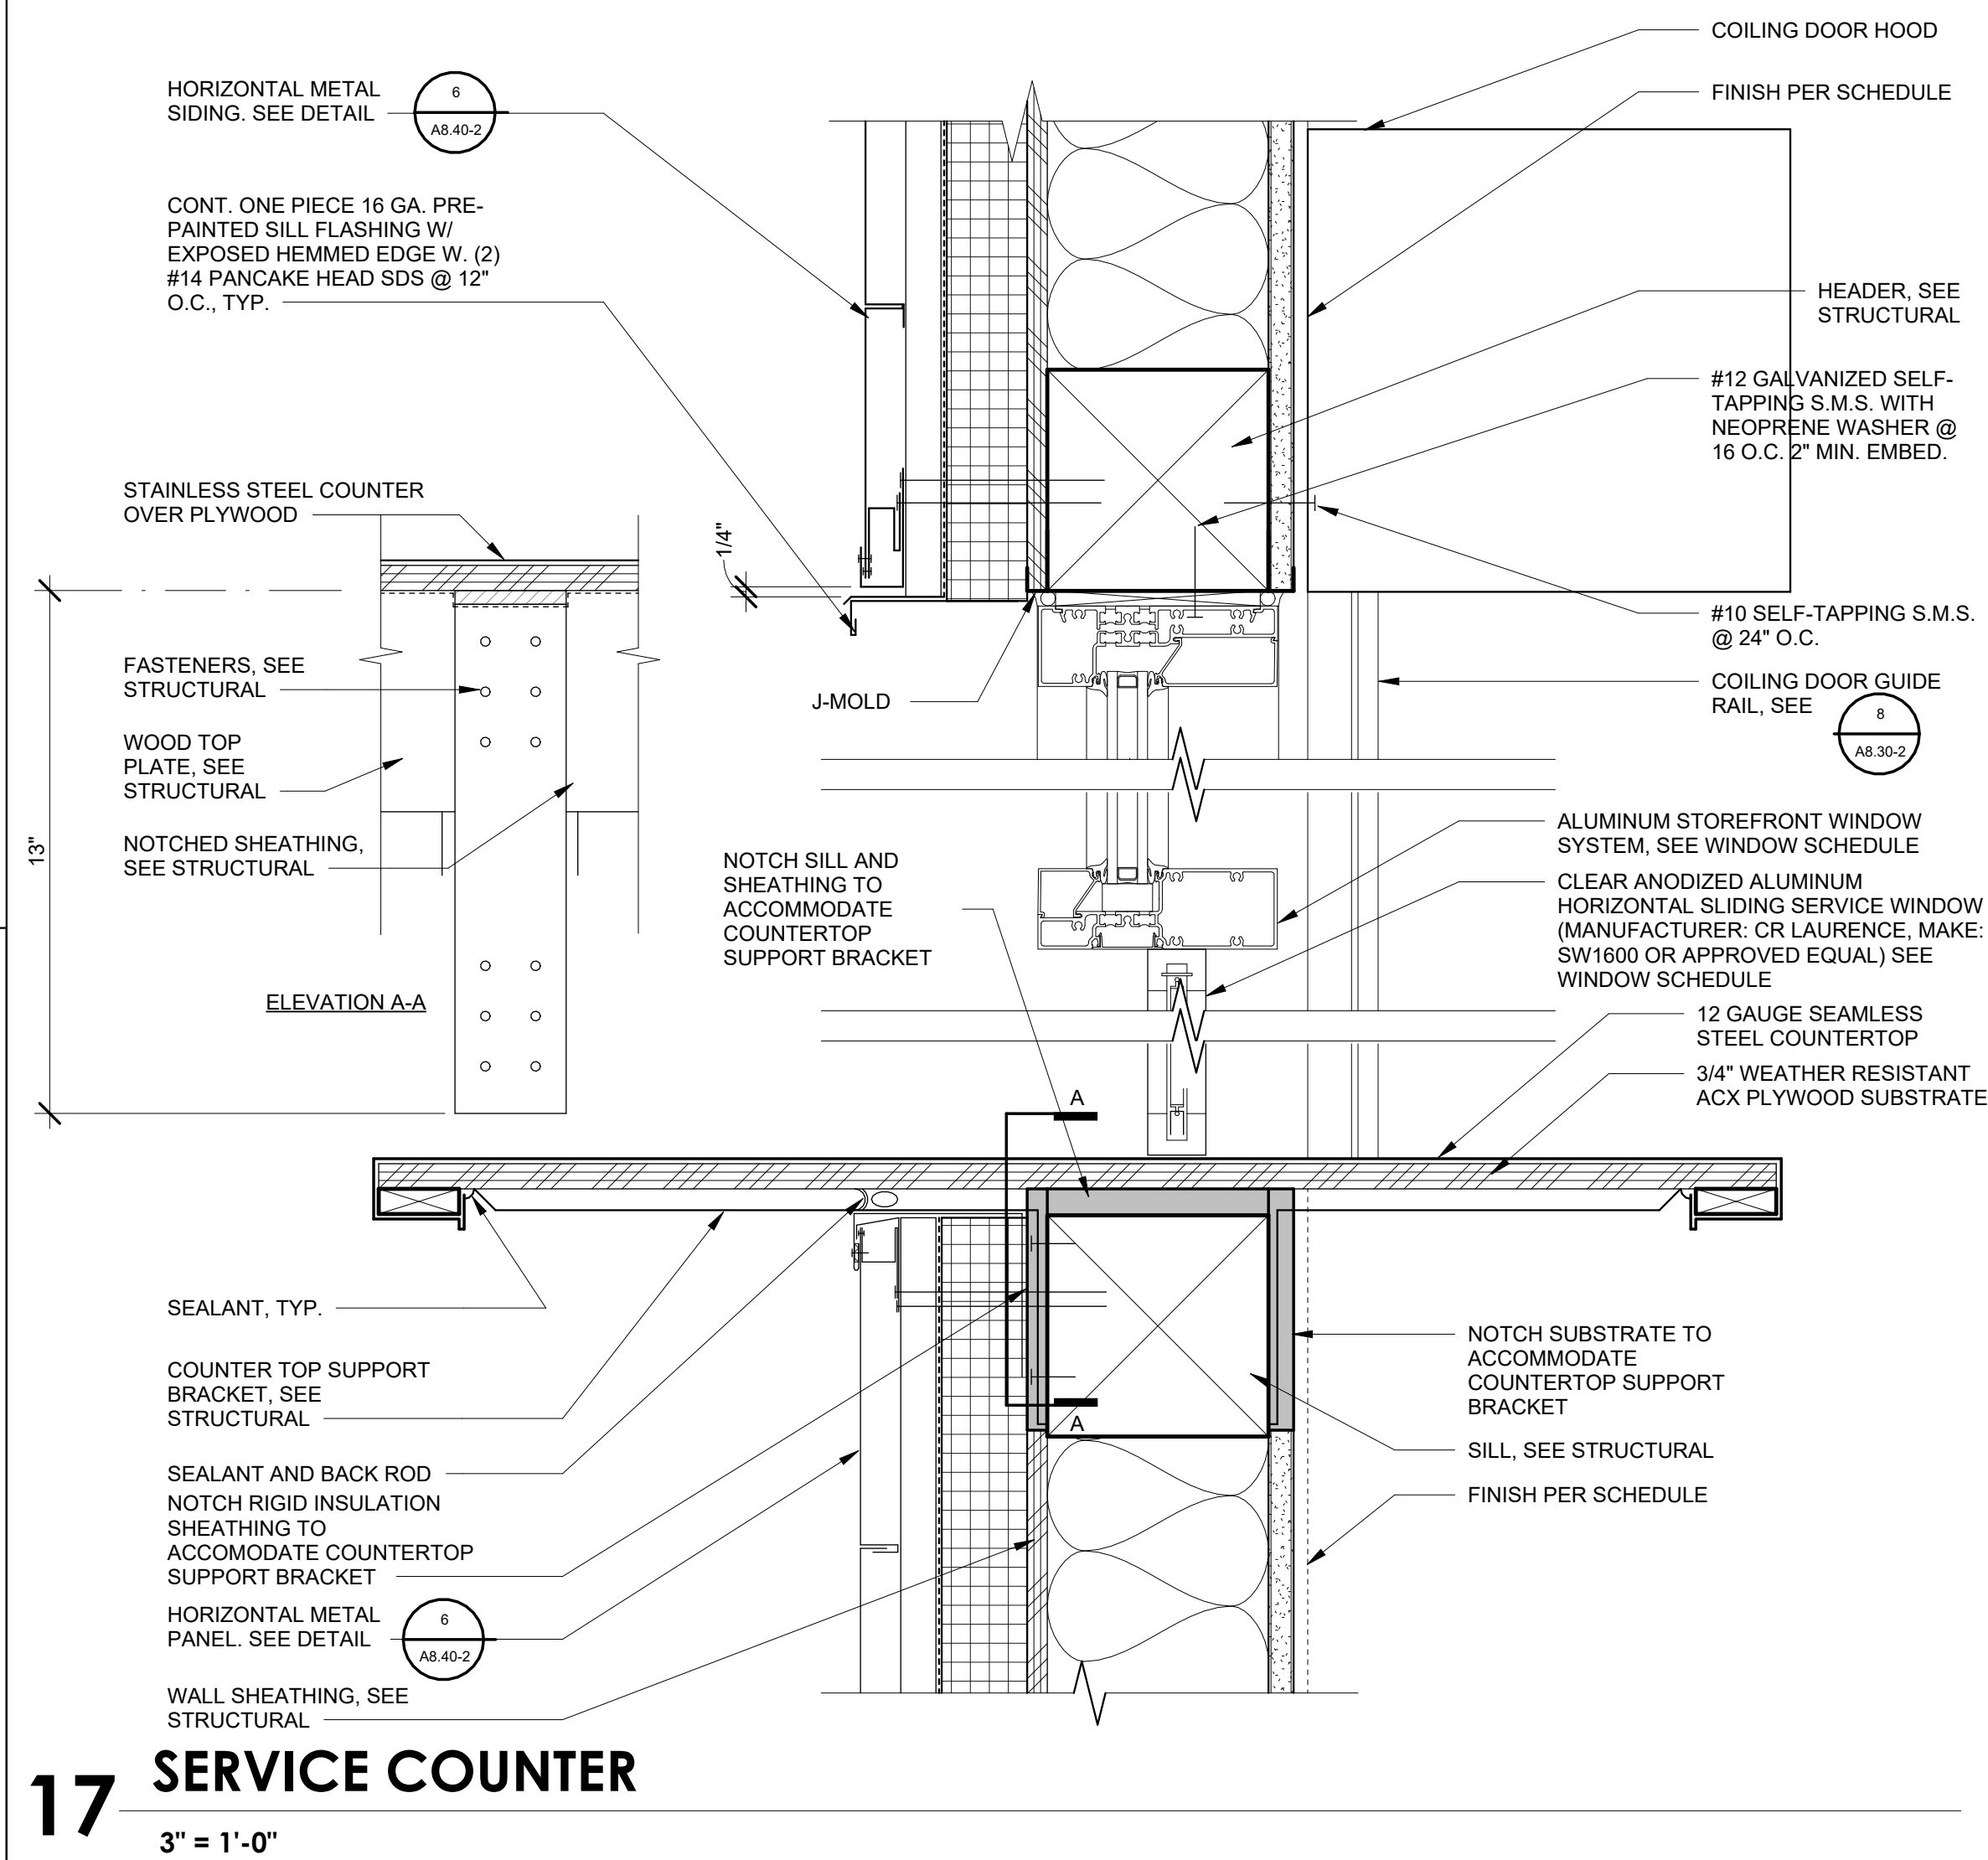 COILING DOOR HOOD
FINISH PER SCHEDULE
HORIZONTAL METAL
SIDING. SEE DETAIL
6
A8.40-2
CONT. ONE PIECE 16 GA. PRE-
PAINTED SILL FLASHING W/
EXPOSED HEMMED EDGE W. (2)
#14 PANCAKE HEAD SDS @ 12"
O.C., TYP.
HEADER, SEE
STRUCTURAL
#12 GALVANIZED SELF-
TAPPING S.M.S. WITH
NEOPRENE WASHER @
16 O.C. 2" MIN. EMBED.
STAINLESS STEEL COUNTER
OVER PLYWOOD
1/4"
#10 SELF-TAPPING S.M.S.
@ 24" O.C.
FASTENERS, SEE
STRUCTURAL
J-MOLD
COILING DOOR GUIDE
RAIL, SEE
8
A8.30-2
WOOD TOP
PLATE, SEE
STRUCTURAL
13"
NOTCHED SHEATHING,
SEE STRUCTURAL
NOTCH SILL AND
SHEATHING TO
ACCOMMODATE
COUNTERTOP
SUPPORT BRACKET
ALUMINUM STOREFRONT WINDOW
SYSTEM, SEE WINDOW SCHEDULE
CLEAR ANODIZED ALUMINUM
HORIZONTAL SLIDING SERVICE WINDOW
(MANUFACTURER: CR LAURENCE, MAKE:
SW1600 OR APPROVED EQUAL) SEE
WINDOW SCHEDULE
ELEVATION A-A
12 GAUGE SEAMLESS
STEEL COUNTERTOP
3/4" WEATHER RESISTANT
ACX PLYWOOD SUBSTRATE
A
A
SEALANT, TYP.
COUNTER TOP SUPPORT
BRACKET, SEE
STRUCTURAL
SEALANT AND BACK ROD
NOTCH RIGID INSULATION
SHEATHING TO
ACCOMODATE COUNTERTOP
SUPPORT BRACKET
HORIZONTAL METAL
PANEL. SEE DETAIL
6
A8.40-2
WALL SHEATHING, SEE
STRUCTURAL
NOTCH SUBSTRATE TO
ACCOMMODATE
COUNTERTOP SUPPORT
BRACKET
SILL, SEE STRUCTURAL
FINISH PER SCHEDULE
17 SERVICE COUNTER
3" = 1'-0"